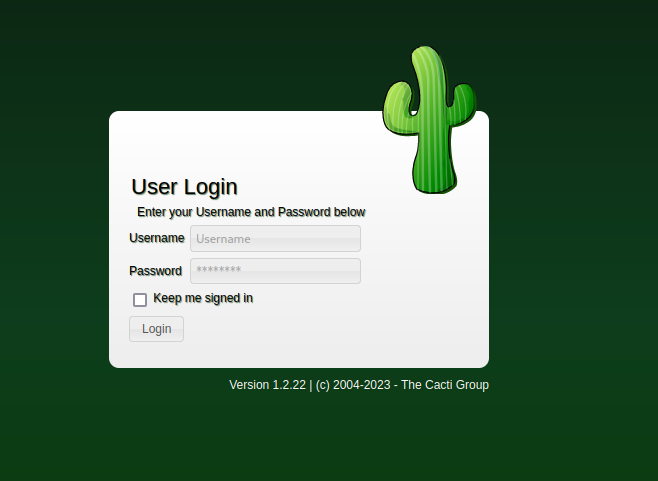 User Login
Enter your Username and Password below
Username Username
Password ********
Keep me signed in
Login
Version 1.2.22 | (c) 2004-2023 - The Cacti Group